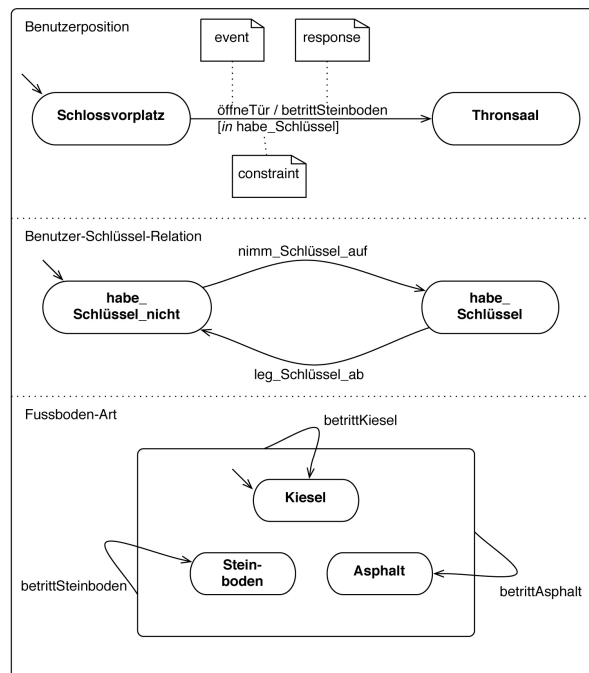 Benutzerposition
event
response
Schlossvorplatz
öffneTür / betrittSteinboden
[in habe_Schlüssel]
Thronsaal
constraint
Benutzer-Schlüssel-Relation
nimm_Schlüssel_auf
habe_
Schlüssel_nicht
habe_
Schlüssel
leg_Schlüssel_ab
Fussboden-Art
betrittKiesel
Kiesel
Stein-
boden
Asphalt
betrittSteinboden
betrittAsphalt